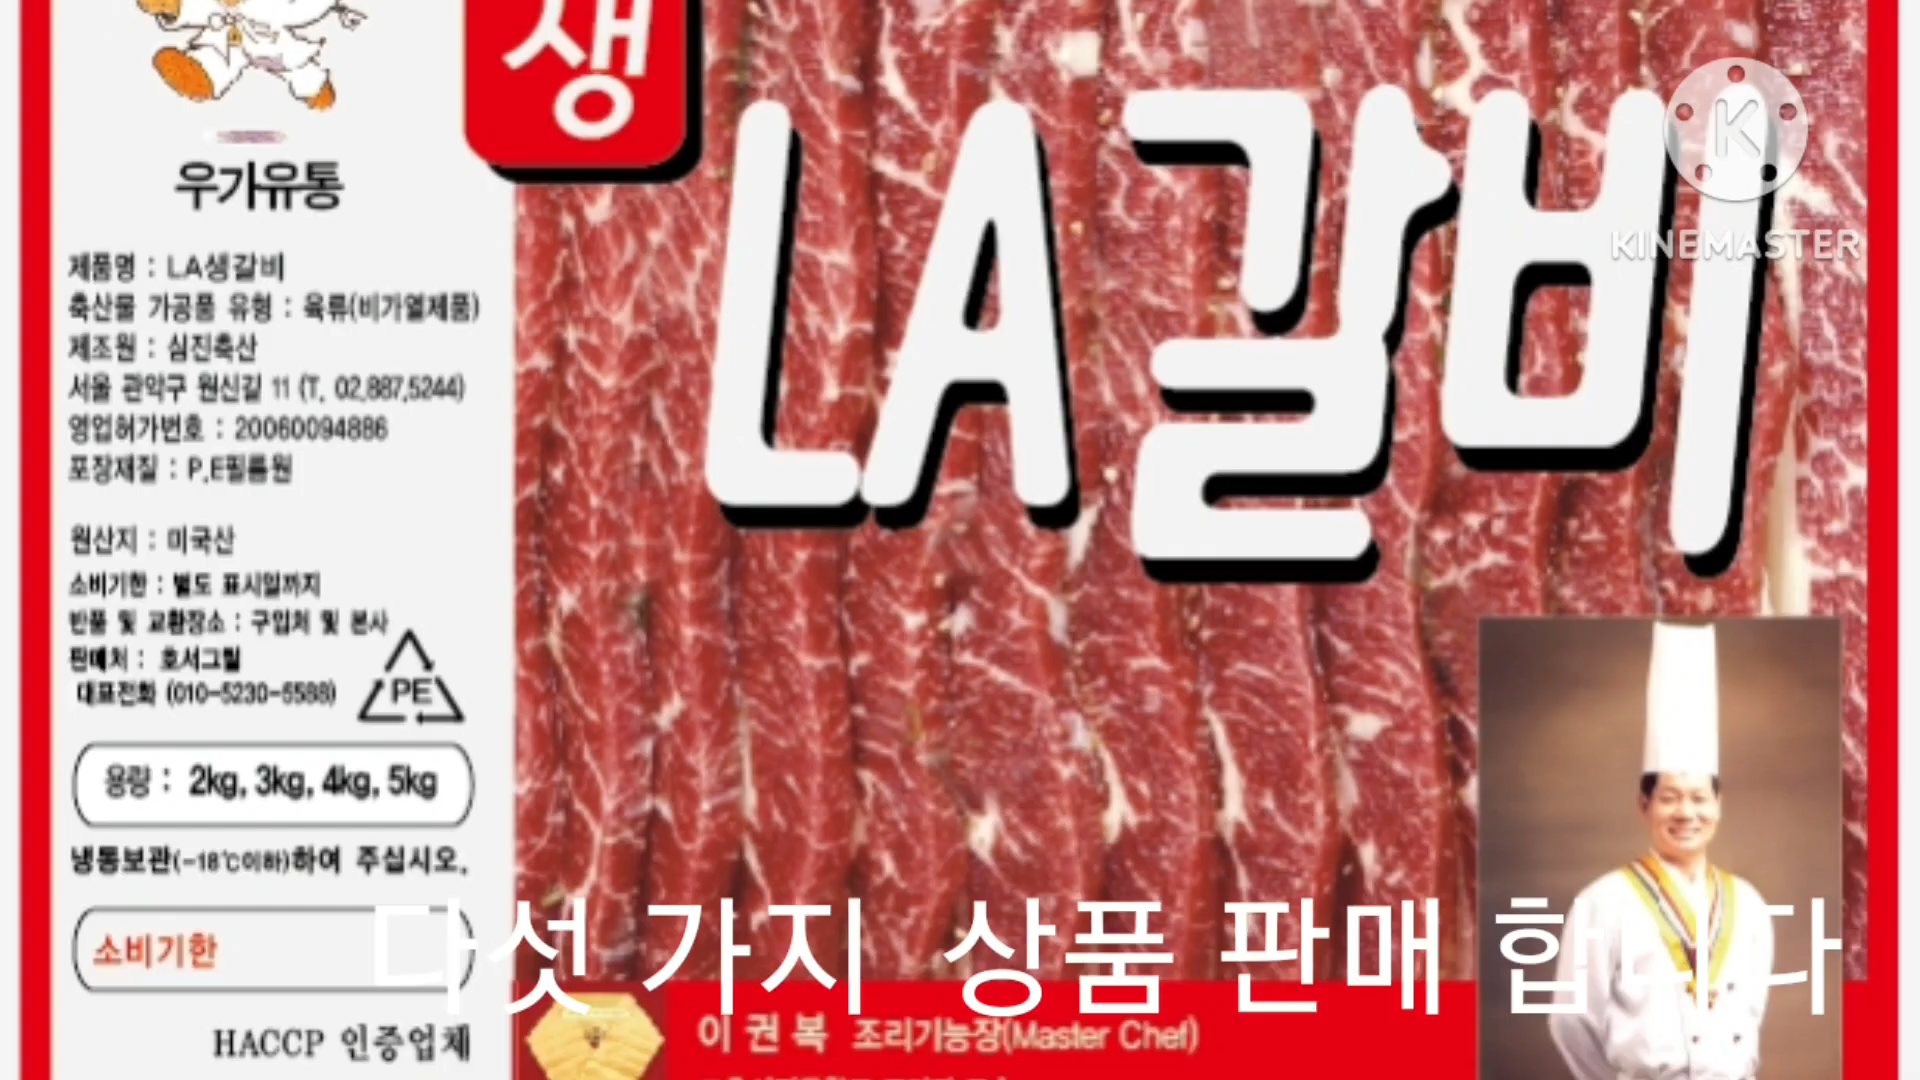 생
LA갈비
KINEMASTER
우가유통
제품명 : LA생갈비
축산물 가공품 유형 : 육류(비가열제품)
제조원 : 심진축산
서울 관악구 원신길 11 (T. 02.887.5244)
영업허가번호 : 20060094886
포장재질 : P.E필름원
원산지 : 미국산
소비기한 : 별도 표시일까지
반품 및 교환장소 : 구입처 및 본사
판매처 : 호서그릴
대표전화 (010-5230-5588)
PE
용량 : 2kg, 3kg, 4kg, 5kg
냉동보관(-18℃이하)하여 주십시오.
소비기한
다섯 가지 상품 판매 합니다
HACCP 인증업체
이 권 복 조리기능장(Master Chef)